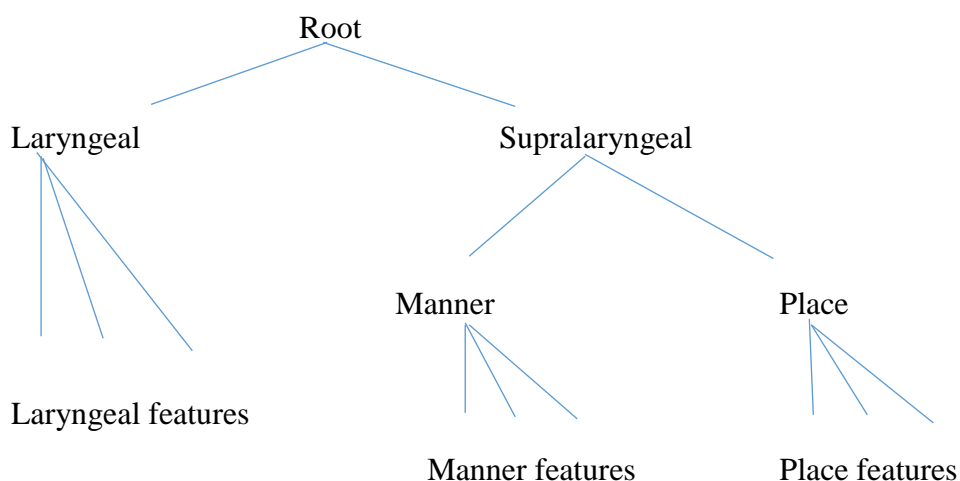 Root
Laryngeal Supralaryngeal
Manner Place
Laryngeal features
Manner features Place features